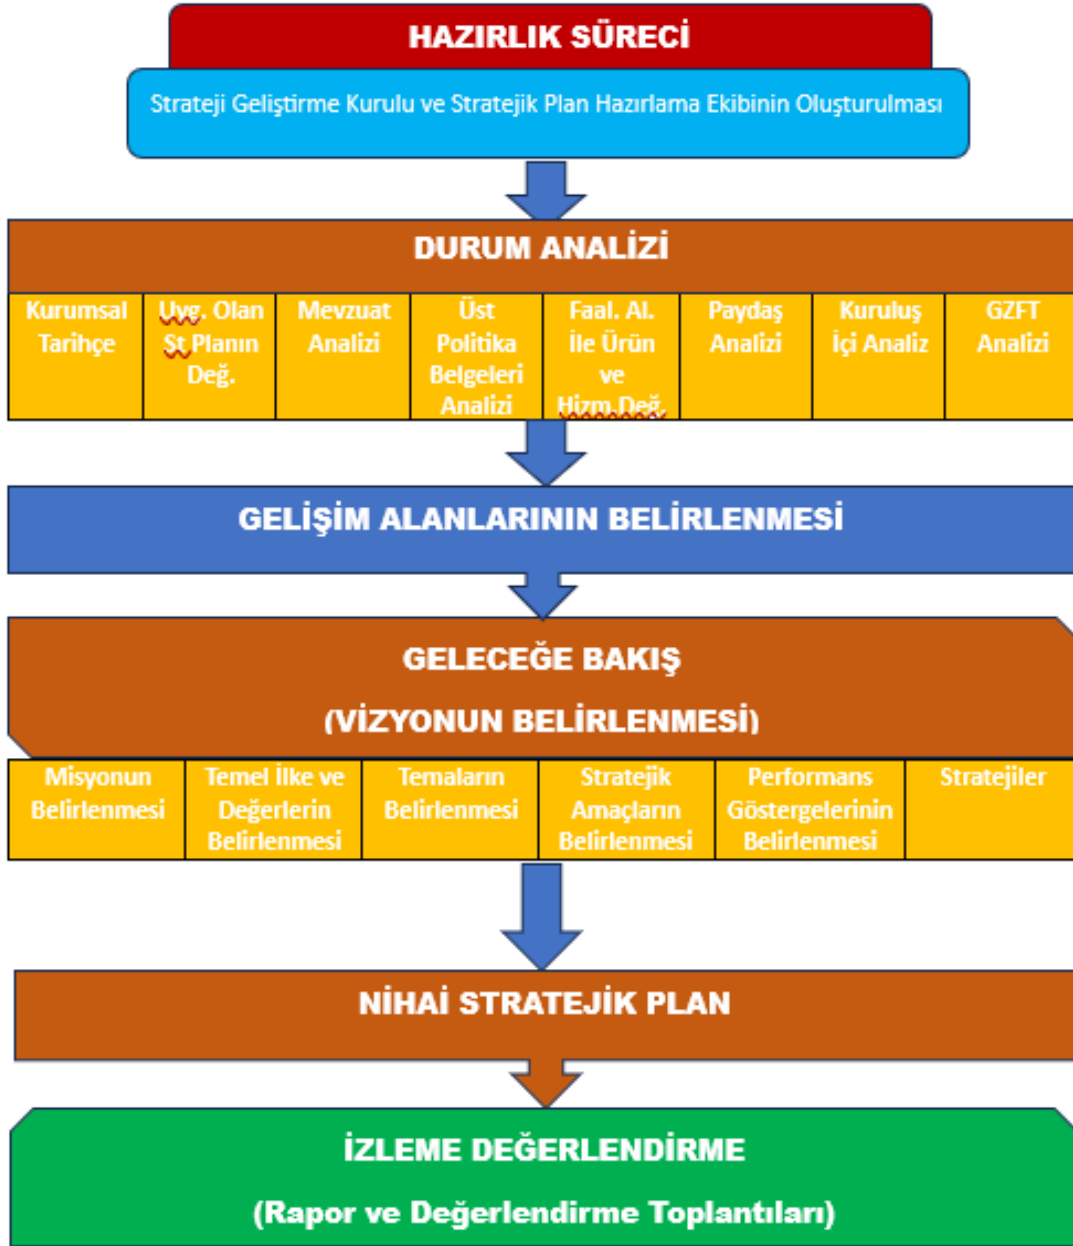 HAZIRLIK SÜRECİ
Strateji Geliştirme Kurulu ve Stratejik Plan Hazırlama Ekibinin Oluşturulması
DURUM ANALİZİ
Kurumsal
Tarihçe
Uyg. Olan
St.Planın
Değ.
Mevzuat
Analizi
Üst
Politika
Belgeleri
Analizi
Faal. Al.
İle Ürün
ve
Hizm.Değ.
Paydaş
Analizi
Kuruluş
İçi Analiz
GZFT
Analizi
GELİŞİM ALANLARININ BELİRLENMESİ
GELECEĞE BAKIŞ
(VİZYONUN BELİRLENMESİ)
Misyonun
Belirlenmesi
Temel İlke ve
Değerlerin
Belirlenmesi
Temaların
Belirlenmesi
Stratejik
Amaçların
Belirlenmesi
Performans
Göstergelerinin
Belirlenmesi
Stratejiler
NİHAİ STRATEJİK PLAN
İZLEME DEĞERLENDİRME
(Rapor ve Değerlendirme Toplantıları)